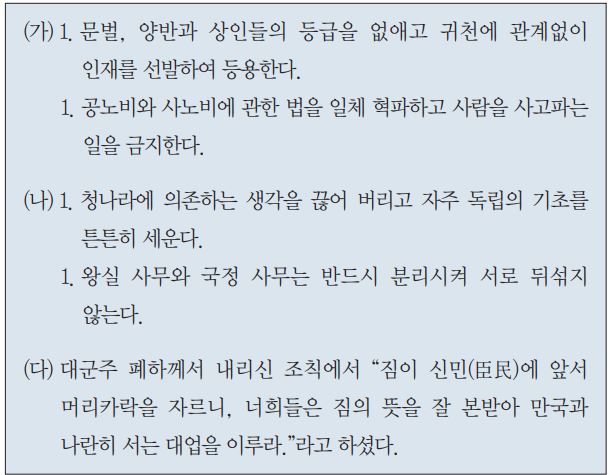 (가) 1. 문벌, 양반과 상인들의 등급을 없애고 귀천에 관계없이
인재를 선발하여 등용한다.
1. 공노비와 사노비에 관한 법을 일체 혁파하고 사람을 사고파는
일을 금지한다.
(나) 1. 청나라에 의존하는 생각을 끊어 버리고 자주 독립의 기초를
튼튼히 세운다.
1. 왕실 사무와 국정 사무는 반드시 분리시켜 서로 뒤섞지
않는다.
(다) 대군주 폐하께서 내리신 조칙에서 “짐이 신민(臣民)에 앞서
머리카락을 자르니, 너희들은 짐의 뜻을 잘 본받아 만국과
나란히 서는 대업을 이루라.”라고 하셨다.